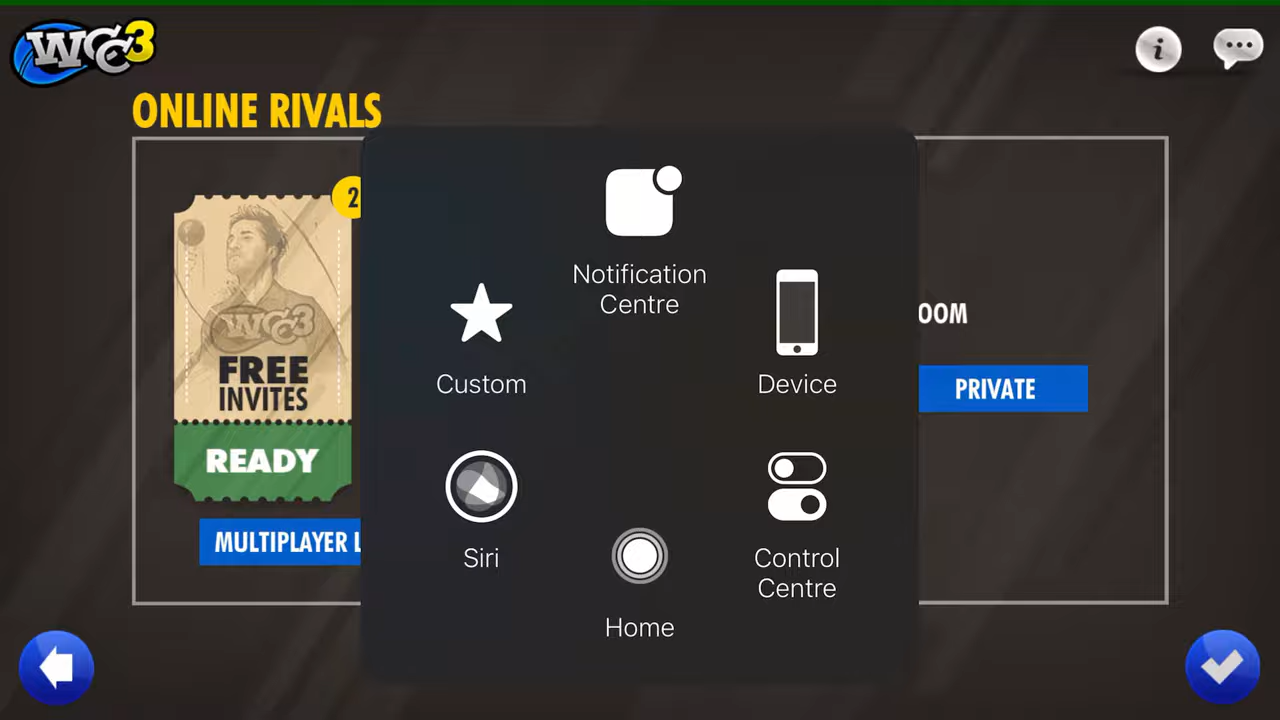 WCC3
ONLINE RIVALS
2
WCC3
FREE
INVITES
READY
MULTIPLAYER L
Notification
Centre
Custom
Device
Siri
Control
Centre
Home
OOM
PRIVATE